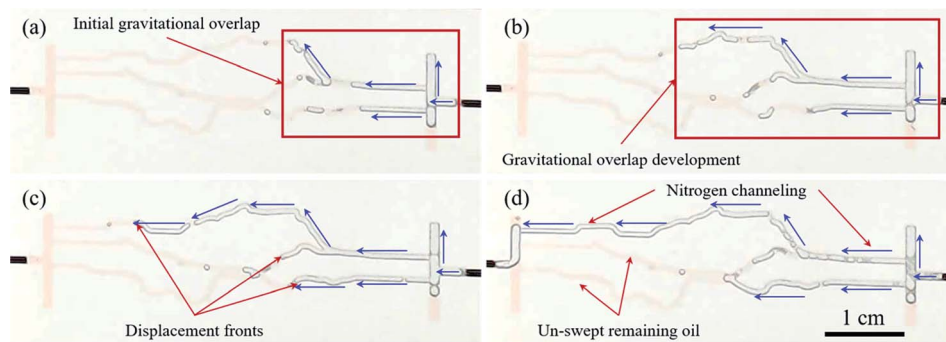 (a)
Initial gravitational overlap
(b)
Gravitational overlap development
(c)
Displacement fronts
(d)
Nitrogen channeling
Un-swept remaining oil
1 cm